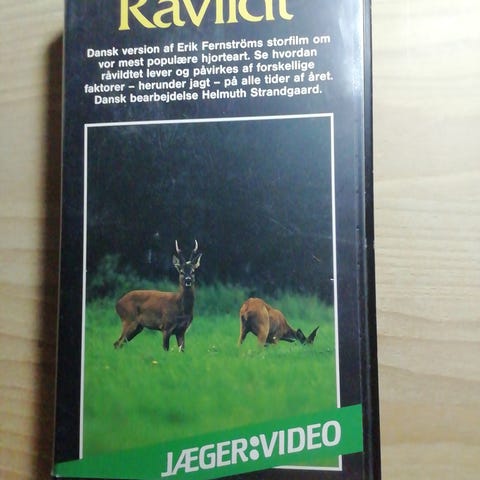 Råvildt
Dansk version af Erik Fernströms storfilm om
vor mest populære hjorteart. Se hvordan
råvildtet lever og påvirkes af forskellige
faktorer – herunder jagt – på alle tider af året.
Dansk bearbejdelse Helmuth Strandgaard.
JÆGER:VIDEO